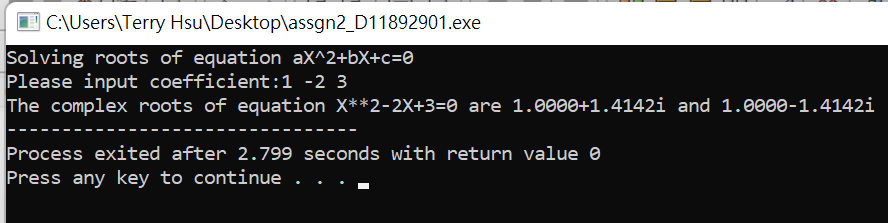 C:\Users\Terry Hsu\Desktop\assgn2_D11892901.exe
Solving roots of equation aX^2+bX+c=0
Please input coefficient:1 -2 3
The complex roots of equation X**2-2X+3=0 are 1.0000+1.4142i and 1.0000-1.4142i
--------------------------------
Process exited after 2.799 seconds with return value 0
Press any key to continue . . .